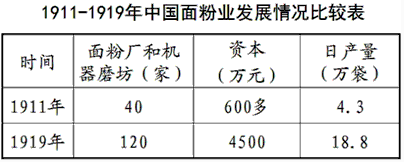 1911-1919年中国面粉业发展情况比较表
时间 面粉厂和机器磨坊（家） 资本（万元） 日产量（万袋）
1911年 40 600多 4.3
1919年 120 4500 18.8